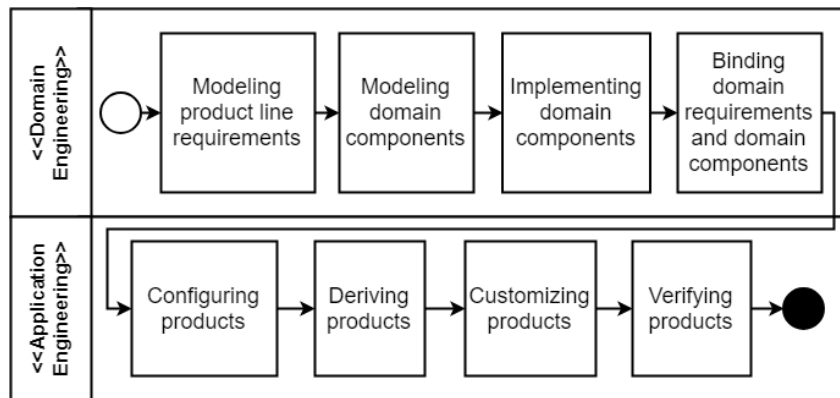 <<Domain
Engineering>>
Modeling
product line
requirements
Modeling
domain
components
Implementing
domain
components
Binding
domain
requirements
and domain
components
<<Application
Engineering>>
Configuring
products
Deriving
products
Customizing
products
Verifying
products